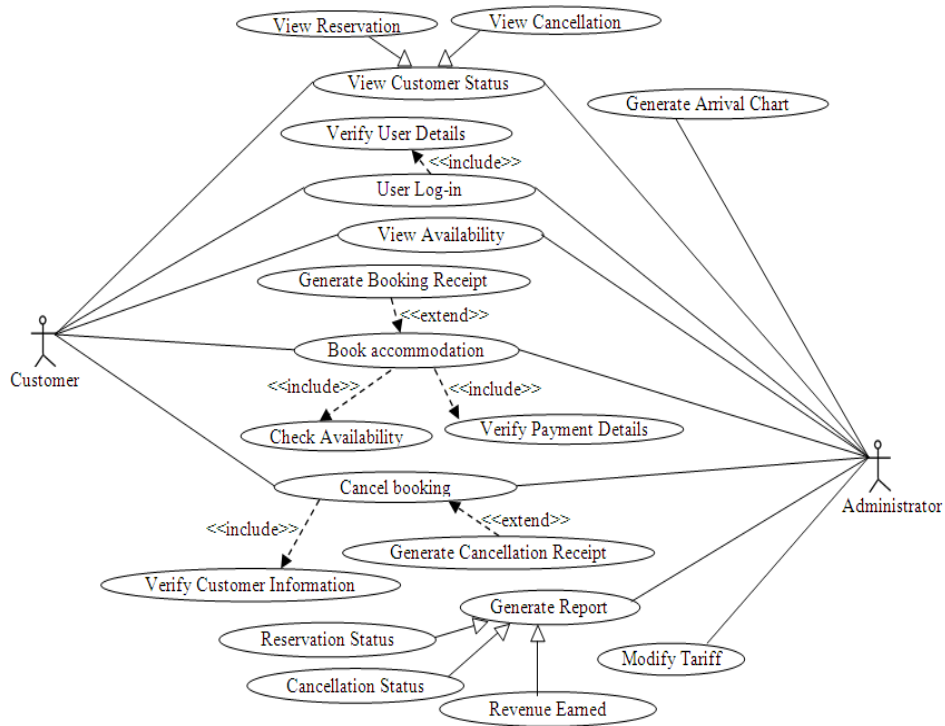 View Reservation
View Cancellation
View Customer Status
Generate Arrival Chart
Verify User Details
<<include>>
User Log-in
View Availability
Generate Booking Receipt
<<extend>>
Book accommodation
Customer
<<include>>
<<include>>
Check Availability
Verify Payment Details
Cancel booking
Administrator
<<include>>
<<extend>>
Generate Cancellation Receipt
Verify Customer Information
Generate Report
Reservation Status
Modify Tariff
Cancellation Status
Revenue Earned